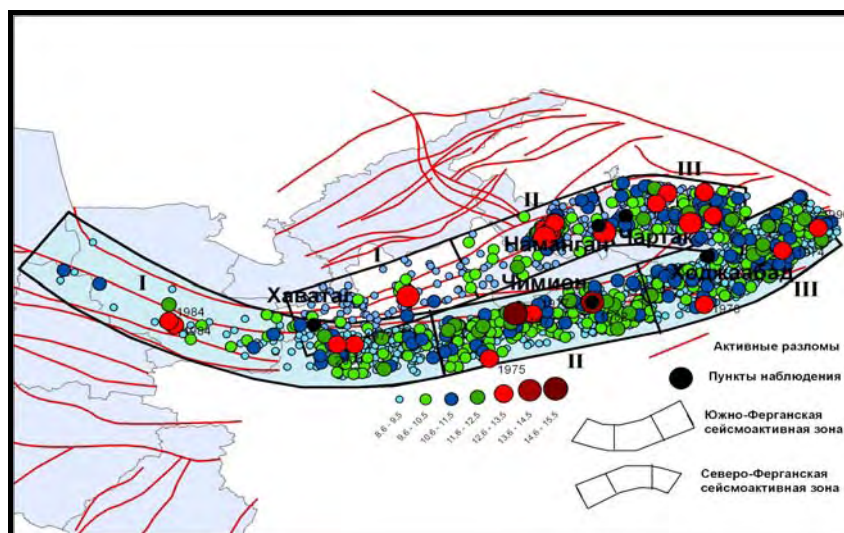 III
II
I
Наманган
Чартак
Ходжаабад
I
Хаватаг
Чимион
1984
1978
III
II
1975
8,6 - 9,5
9,6 - 10,5
10,6 - 11,5
11,6 - 12,5
12,6 - 13,5
13,6 - 14,5
14,6 - 15,5
Активные разломы
Пункты наблюдения
Южно-Ферганская
сейсмоактивная зона
Северо-Ферганская
сейсмоактивная зона